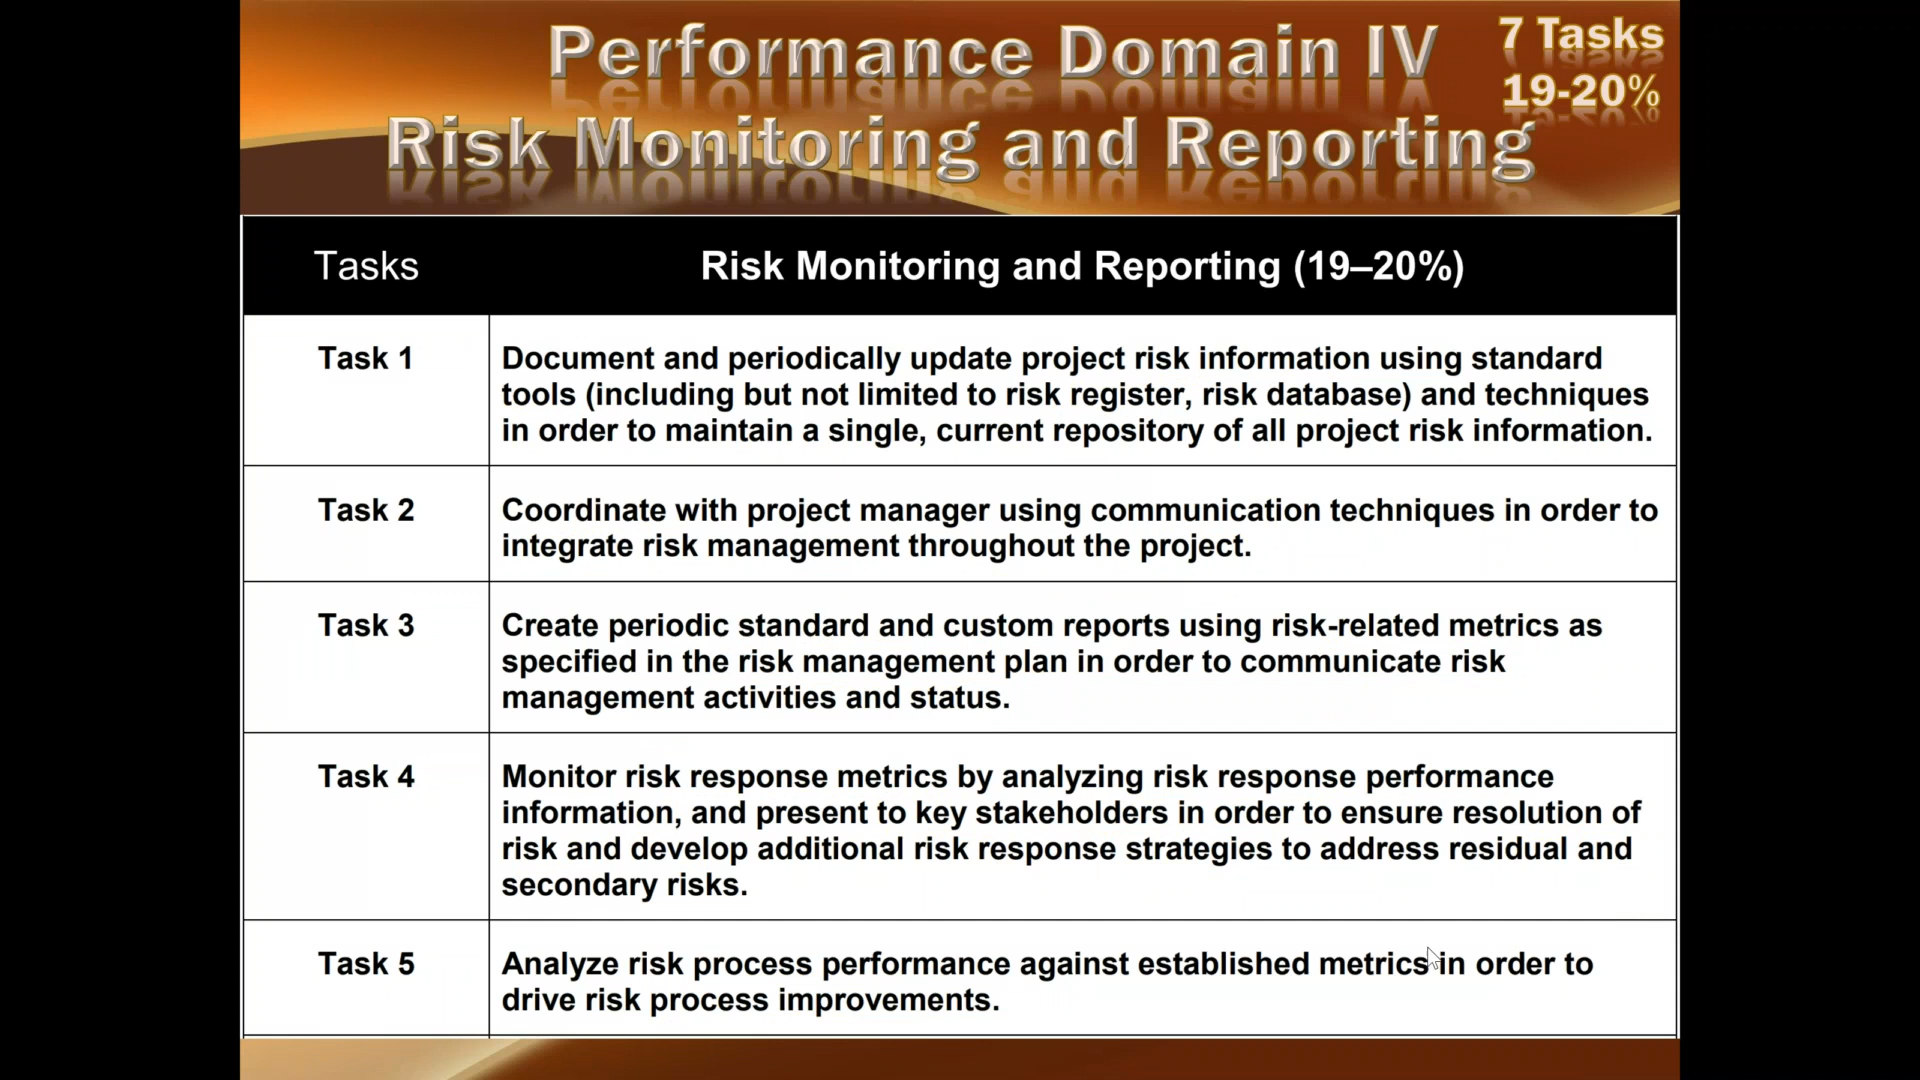 Performance Domain IV
Risk Monitoring and Reporting
7 Tasks
19-20%
Tasks
Risk Monitoring and Reporting (19–20%)
Task 1
Document and periodically update project risk information using standard
tools (including but not limited to risk register, risk database) and techniques
in order to maintain a single, current repository of all project risk information.
Task 2
Coordinate with project manager using communication techniques in order to
integrate risk management throughout the project.
Task 3
Create periodic standard and custom reports using risk-related metrics as
specified in the risk management plan in order to communicate risk
management activities and status.
Task 4
Monitor risk response metrics by analyzing risk response performance
information, and present to key stakeholders in order to ensure resolution of
risk and develop additional risk response strategies to address residual and
secondary risks.
Task 5
Analyze risk process performance against established metrics in order to
drive risk process improvements.